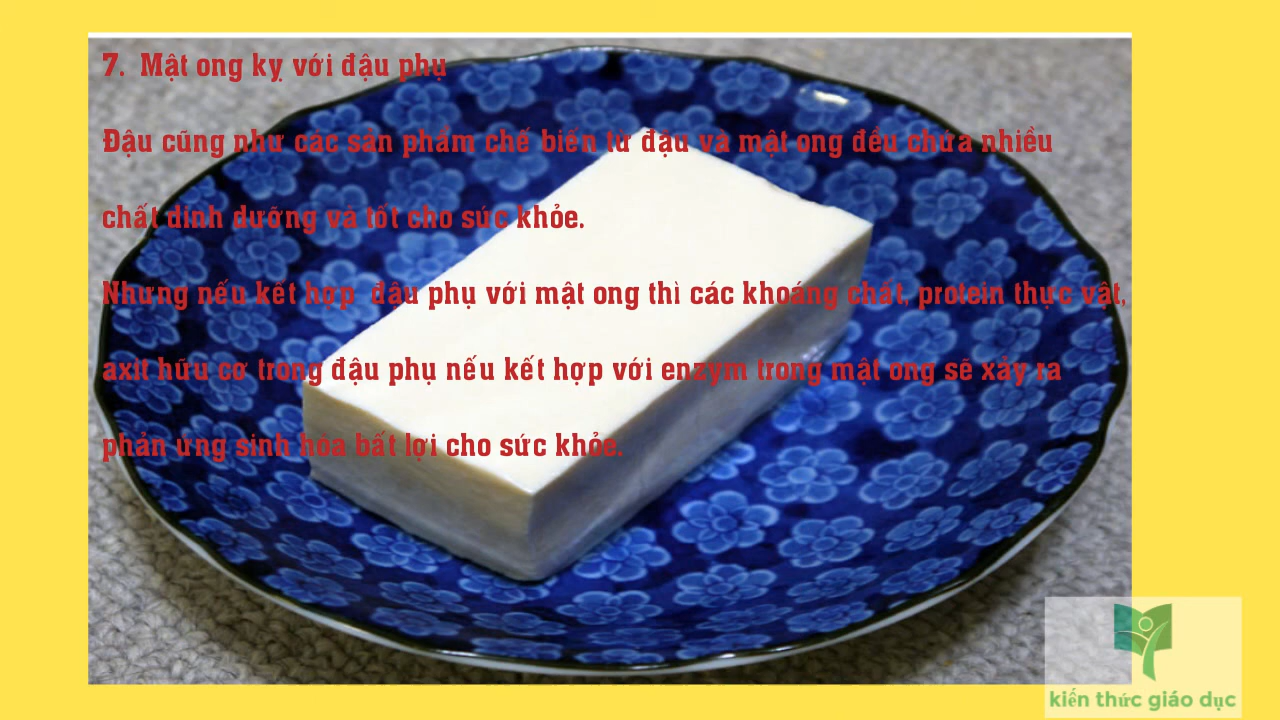 7. Mật ong kỵ với đậu phụ
Đậu cũng như các sản phẩm chế biến từ đậu và mật ong đều chứa nhiều
chất dinh dưỡng và tốt cho sức khỏe.
Nhưng nếu kết hợp đậu phụ với mật ong thì các khoáng chất, protein thực vật,
axit hữu cơ trong đậu phụ nếu kết hợp với enzym trong mật ong sẽ xảy ra
phản ứng sinh hóa bất lợi cho sức khỏe.
kiến thức giáo dục